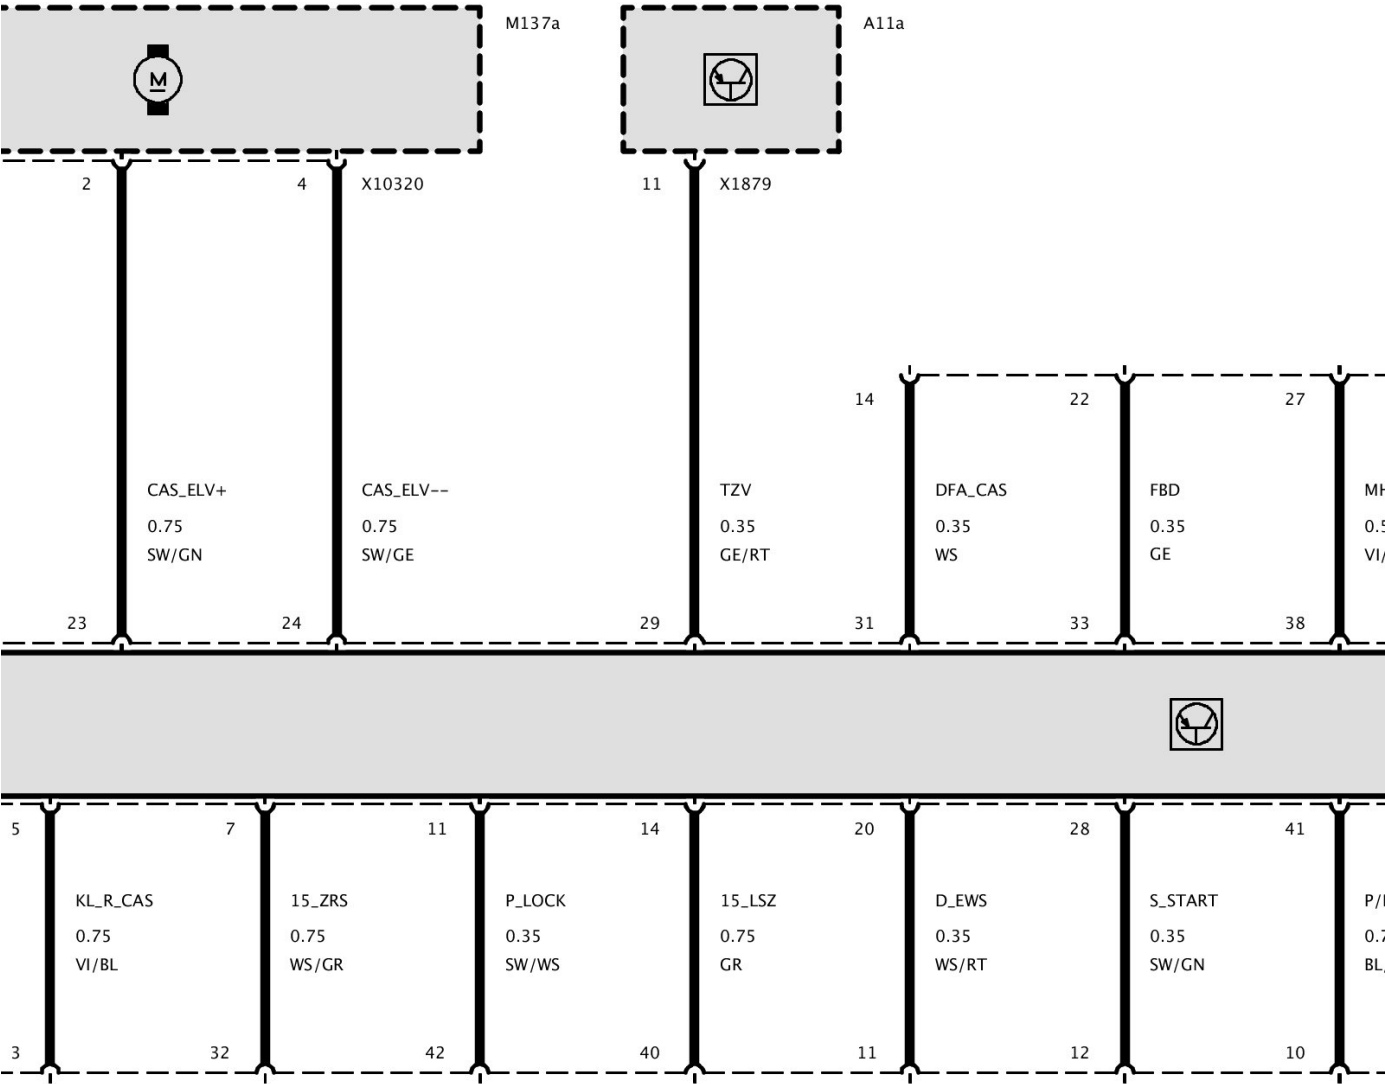 M137a
A11a
M
2
4
X10320
11
X1879
14
22
27
CAS_ELV+
CAS_ELV--
TZV
DFA_CAS
FBD
0.75
0.75
0.35
0.35
0.35
SW/GN
SW/GE
GE/RT
WS
GE
VI/
23
24
29
31
33
38
5
7
11
14
20
28
41
KL_R_CAS
15_ZRS
P_LOCK
15_LSZ
D_EWS
S_START
0.75
0.75
0.35
0.75
0.35
0.35
VI/BL
WS/GR
SW/WS
GR
WS/RT
SW/GN
3
32
42
40
11
12
10